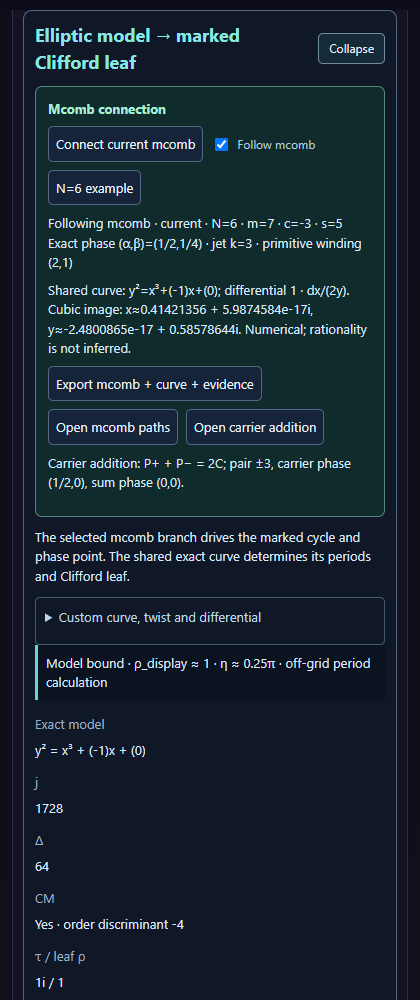 Elliptic model → marked
Clifford leaf
Collapse
Mcomb connection
Connect current mcomb
Follow mcomb
N=6 example
Following mcomb · current · N=6 · m=7 · c=-3 · s=5
Exact phase (α,β)=(1/2,1/4) · jet k=3 · primitive winding
(2,1)
Shared curve: y²=x³+(-1)x+(0); differential 1 · dx/(2y).
Cubic image: x≈0.41421356 + 5.9874584e-17i,
y≈-2.4800865e-17 + 0.58578644i. Numerical; rationality
is not inferred.
Export mcomb + curve + evidence
Open mcomb paths
Open carrier addition
Carrier addition: P+ + P− = 2C; pair ±3, carrier phase
(1/2,0), sum phase (0,0).
The selected mcomb branch drives the marked cycle and
phase point. The shared exact curve determines its periods
and Clifford leaf.
▶ Custom curve, twist and differential
Model bound · ρ_display ≈ 1 · η ≈ 0.25π · off-grid period
calculation
Exact model
y² = x³ + (-1)x + (0)
j
1728
Δ
64
CM
Yes · order discriminant -4
τ / leaf ρ
1i / 1